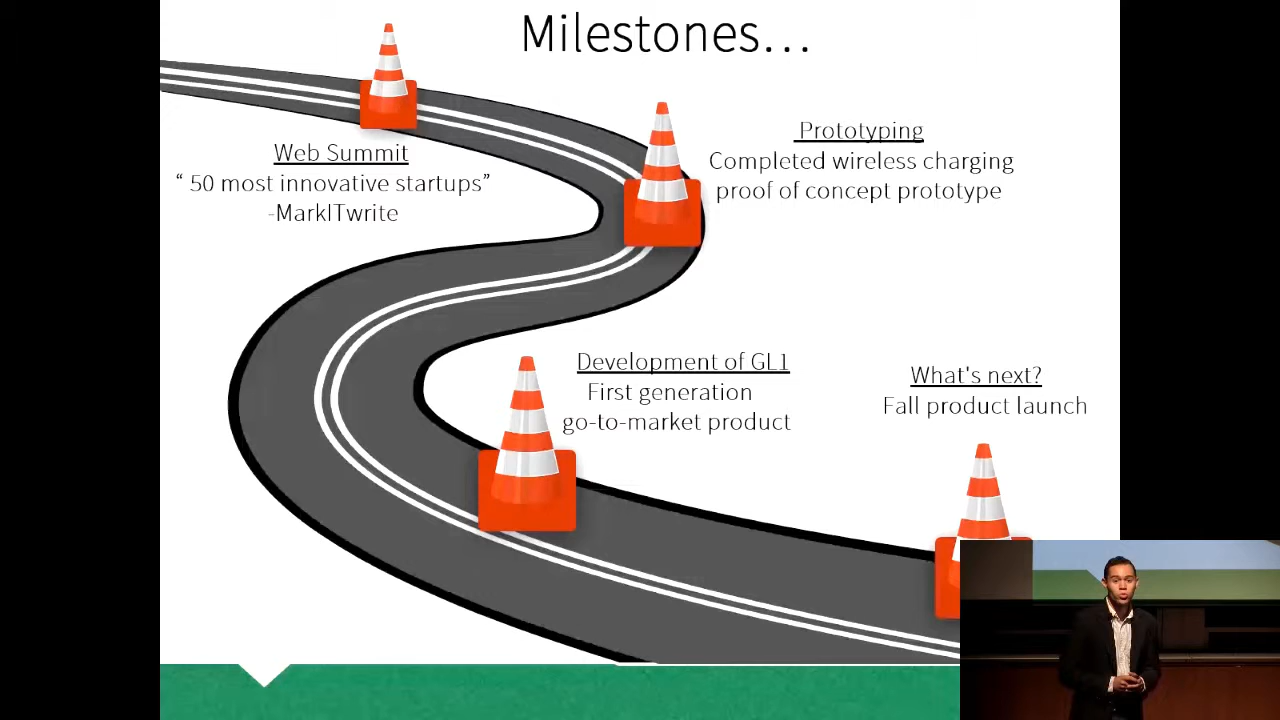 Milestones...
Web Summit
“ 50 most innovative startups”
-MarkITwrite
Prototyping
Completed wireless charging
proof of concept prototype
Development of GL1
First generation
go-to-market product
What's next?
Fall product launch